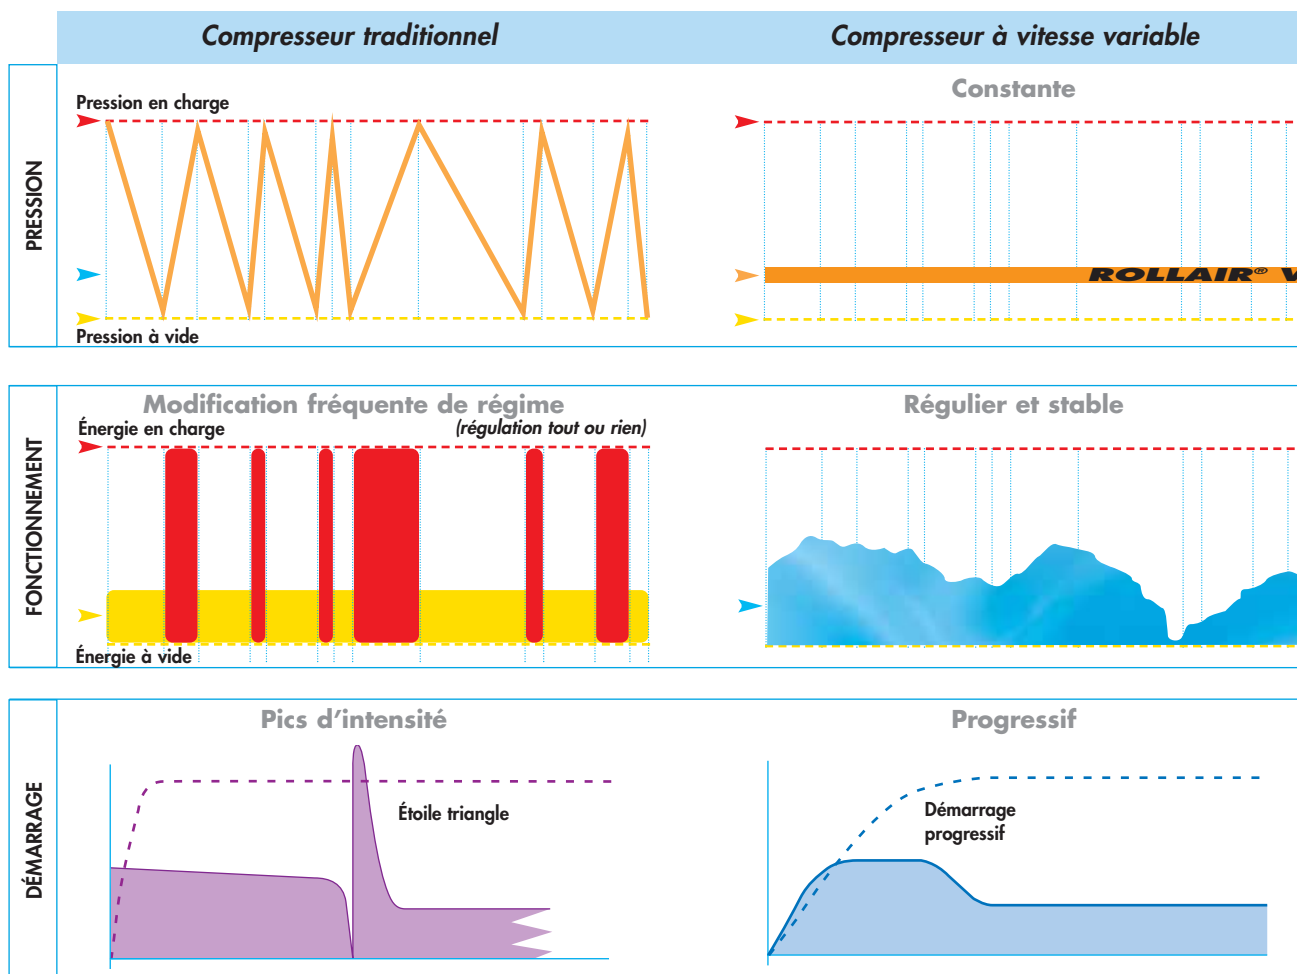 Compresseur traditionnel
Compresseur à vitesse variable
PRESSION
Pression en charge
Pression à vide
Constante
ROLLAIR® V
FONCTIONNEMENT
Modification fréquente de régime
Énergie en charge
(régulation tout ou rien)
Énergie à vide
Régulier et stable
DÉMARRAGE
Pics d'intensité
Étoile triangle
Progressif
Démarrage
progressif